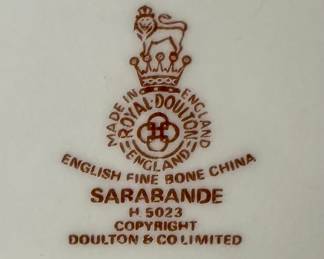 MADE IN ENGLAND
ROYAL·DOULTON
ENGLAND
ENGLISH FINE BONE CHINA
SARABANDE
H. 5023
COPYRIGHT
DOULTON & CO LIMITED